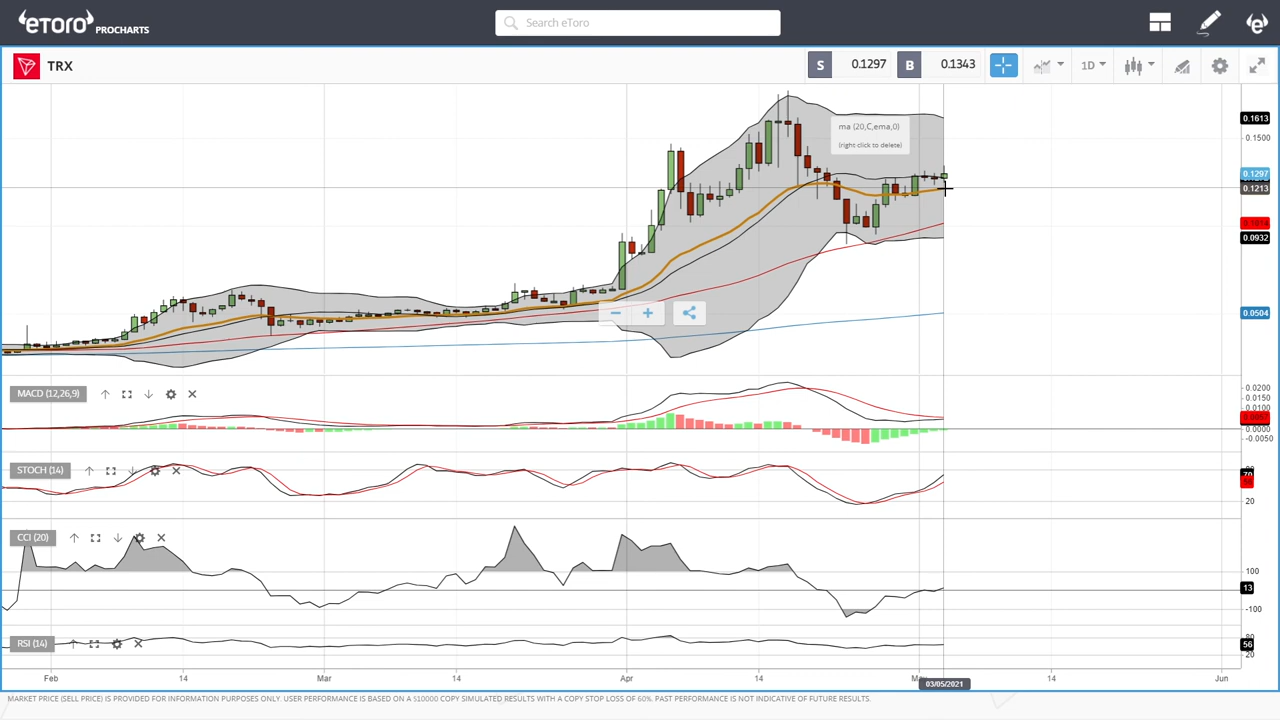 eToro PROCHARTS
Search eToro
TRX
S 0.1297 B 0.1343
1D
ma (20,C,ema,0)
(right click to delete)
0.1613
0.1500
0.1297
0.1213
0.0932
0.0504
MACD (12,26,9)
0.0200
0.0150
0.0100
0.0000
-0.0050
STOCH (14)
20
CCI (20)
100
13
-100
RSI (14)
80
56
20
Feb 14 Mar 14 Apr 14 14 Jun
03/05/2021
MARKET PRICE (SELL PRICE) IS PROVIDED FOR INFORMATION PURPOSES ONLY. USER PERFORMANCE IS BASED ON A $10000 COPY SIMULATED RESULTS WITH A COPY STOP LOSS OF 60%. PAST PERFORMANCE IS NOT INDICATIVE OF FUTURE RESULTS.